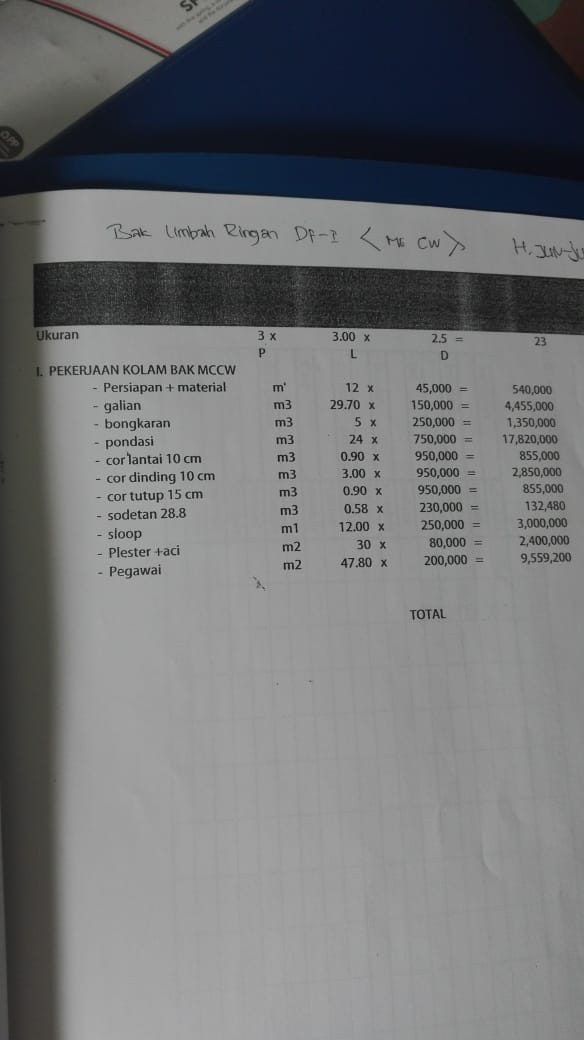 Bak Limbah Ringan DF-I < MC CW > H. JUN-JU
Ukuran 3 x 3.00 x 2.5 = 23
P L D
I. PEKERJAAN KOLAM BAK MCCW
- Persiapan + material m' 12 x 45,000 = 540,000
- galian m3 29.70 x 150,000 = 4,455,000
- bongkaran m3 5 x 250,000 = 1,350,000
- pondasi m3 24 x 750,000 = 17,820,000
- cor lantai 10 cm m3 0.90 x 950,000 = 855,000
- cor dinding 10 cm m3 3.00 x 950,000 = 2,850,000
- cor tutup 15 cm m3 0.90 x 950,000 = 855,000
- sodetan 28.8 m3 0.58 x 230,000 = 132,480
- sloop m1 12.00 x 250,000 = 3,000,000
- Plester +aci m2 30 x 80,000 = 2,400,000
- Pegawai m2 47.80 x 200,000 = 9,559,200
TOTAL